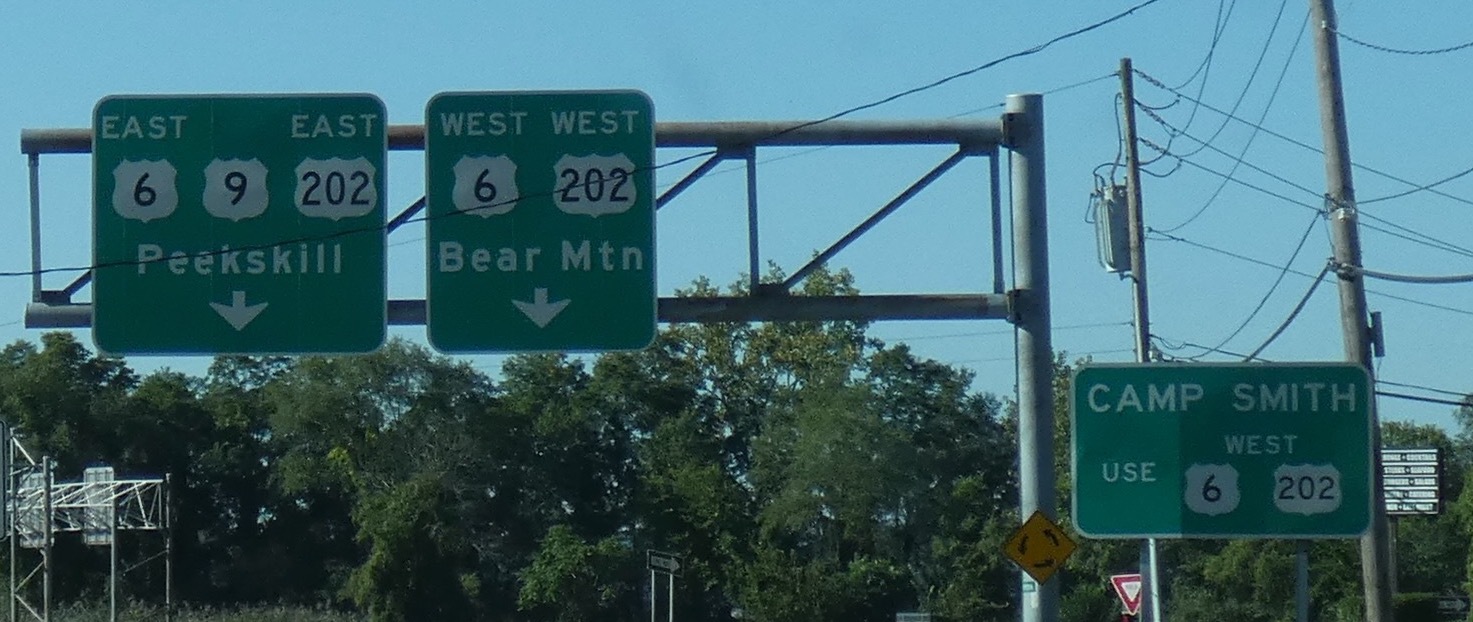 EAST EAST
6 9 202
Peekskill
WEST WEST
6 202
Bear Mtn
CAMP SMITH
WEST
USE 6 202